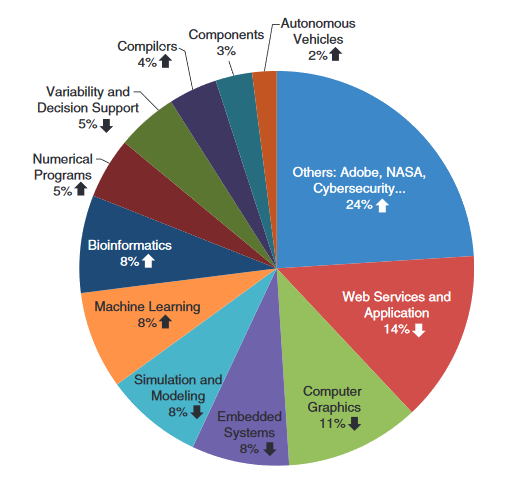 Autonomous
Vehicles
2%⬆
Components
3%
Compilers
4%⬆
Variability and
Decision Support
5%⬇
Numerical
Programs
5%⬆
Bioinformatics
8%⬆
Machine Learning
8%⬆
Simulation and
Modeling
8%⬇
Embedded
Systems
8%⬇
Computer
Graphics
11%⬇
Web Services and
Application
14%⬇
Others: Adobe, NASA,
Cybersecurity...
24%⬆